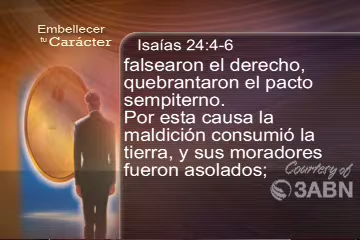 Embellecer
tu Carácter
Isaías 24:4-6
falsearon el derecho,
quebrantaron el pacto
sempiterno.
Por esta causa la
maldición consumió la
tierra, y sus moradores
fueron asolados;
Courtesy of
3ABN